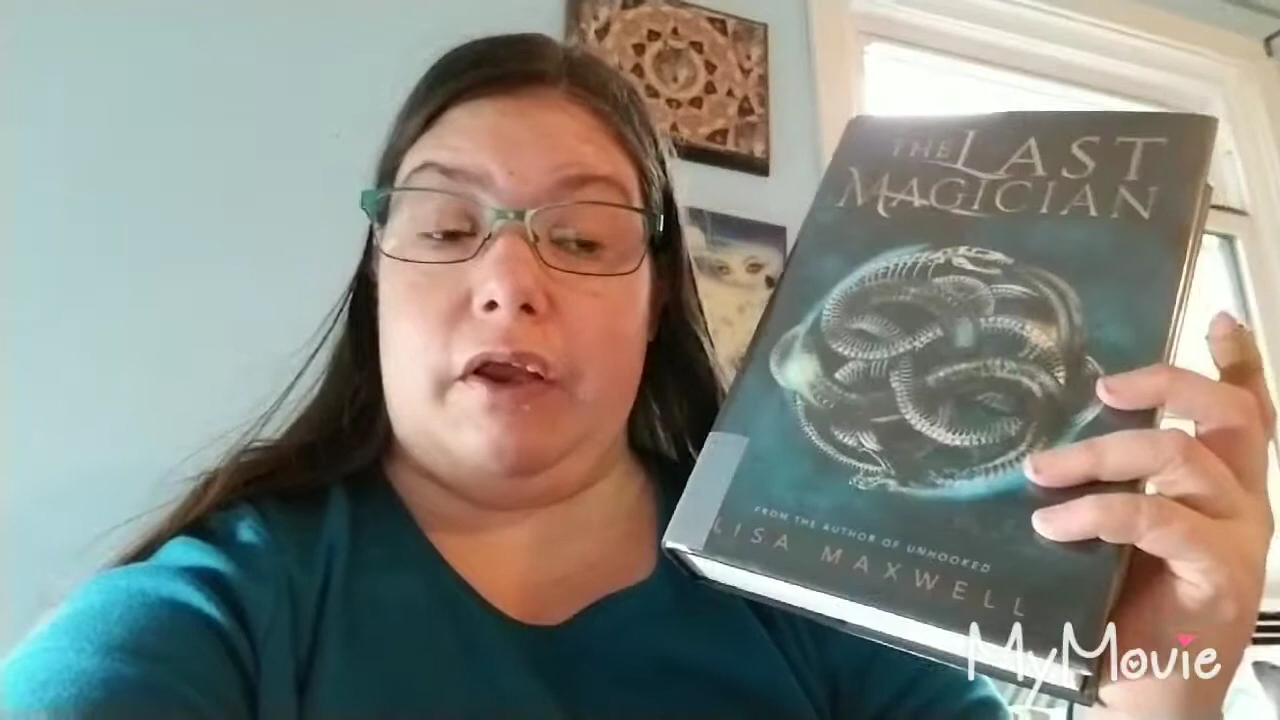 THE LAST
MAGICIAN
FROM THE AUTHOR OF UNHOOKED
LISA MAXWELL
MyMovie